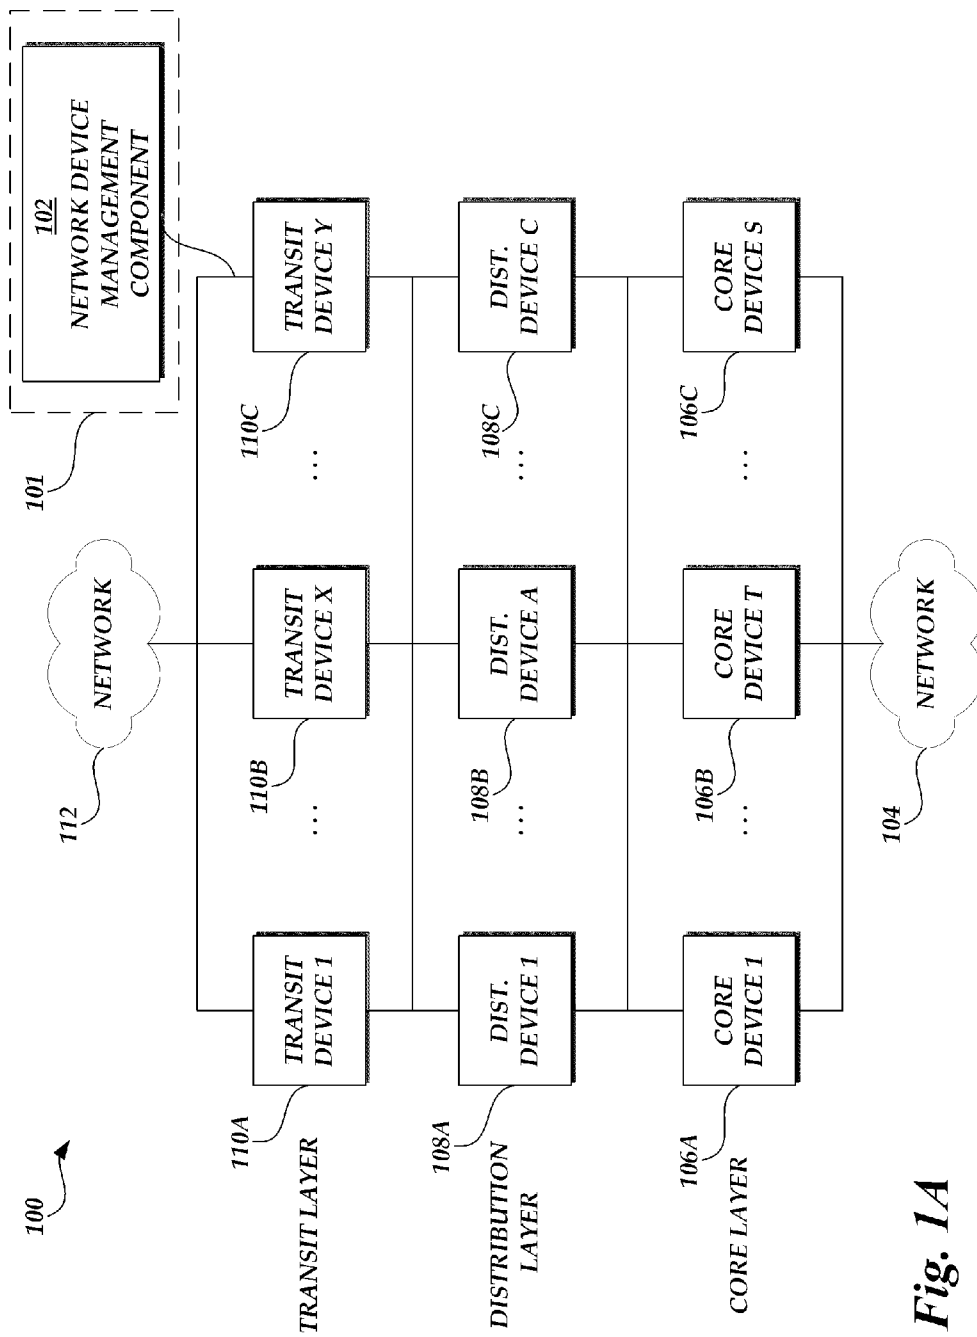 100
112
NETWORK
101
102
NETWORK DEVICE
MANAGEMENT
COMPONENT
TRANSIT LAYER
110A
TRANSIT
DEVICE 1
...
110B
TRANSIT
DEVICE X
...
110C
TRANSIT
DEVICE Y
DISTRIBUTION
LAYER
108A
DIST.
DEVICE 1
...
108B
DIST.
DEVICE A
...
108C
DIST.
DEVICE C
CORE LAYER
106A
CORE
DEVICE 1
...
106B
CORE
DEVICE T
...
106C
CORE
DEVICE S
104
NETWORK
Fig. 1A